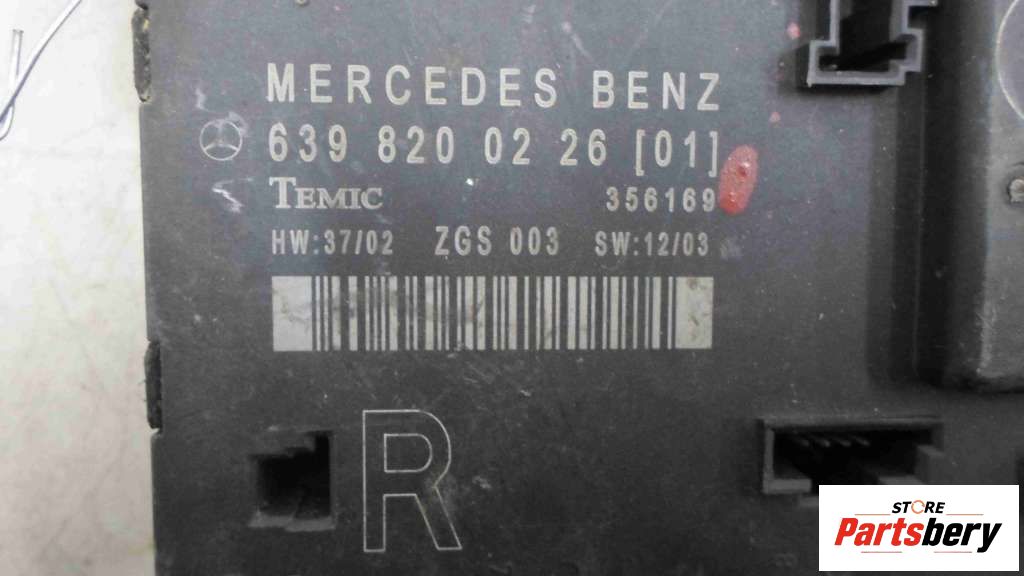 MERCEDES BENZ
639 820 02 26 [01]
TEMIC 356169
HW:37/02 ZGS 003 SW:12/03
R
STORE
Partsbery